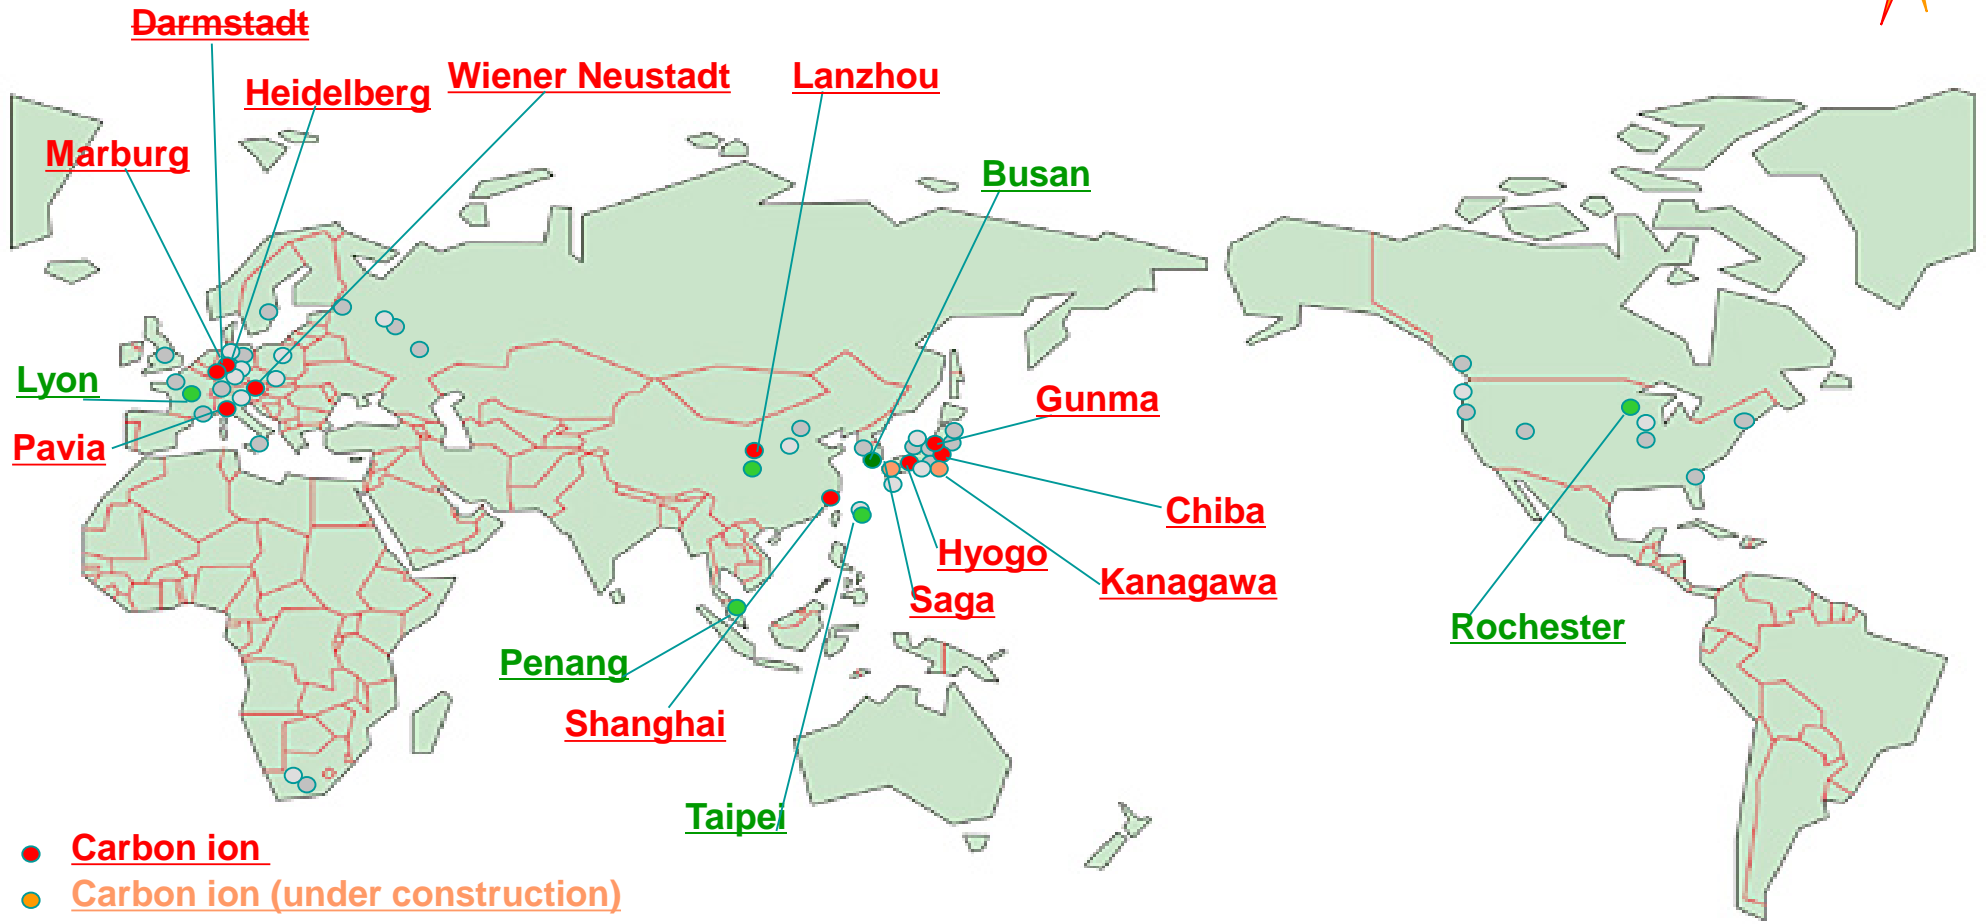 Darmstadt
Wiener Neustadt
Lanzhou
Heidelberg
Marburg
Busan
Lyon
Gunma
Pavia
Chiba
Hyogo
Kanagawa
Saga
Rochester
Penang
Shanghai
Taipei
Carbon ion
Carbon ion (under construction)